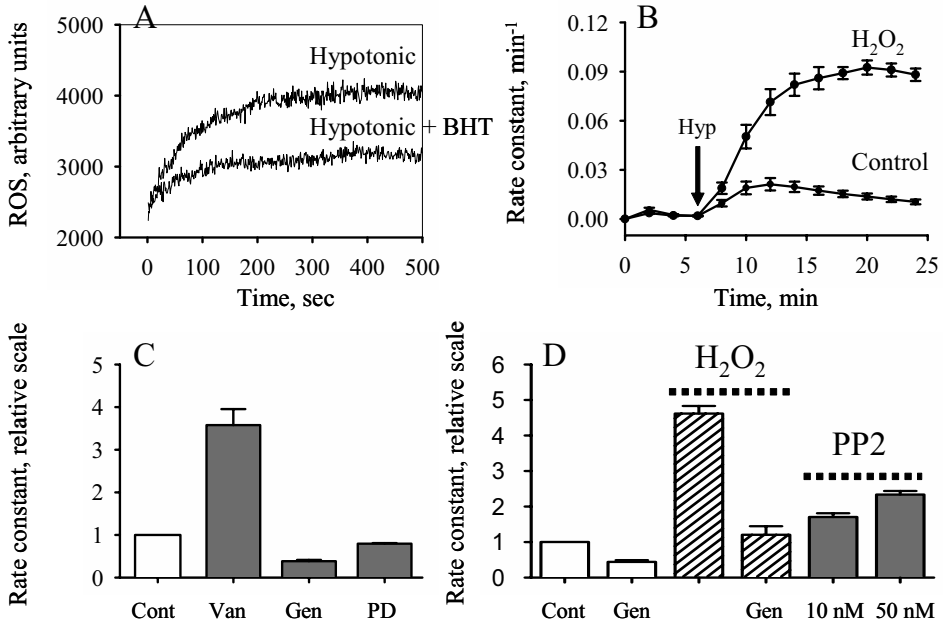 A
ROS, arbitrary units
5000
4000
3000
2000
Hypotonic
Hypotonic + BHT
0 100 200 300 400 500
Time, sec
B
Rate constant, min-1
0.12
0.09
0.06
0.03
0.00
H2O2
Hyp
Control
0 5 10 15 20 25
Time, min
C
Rate constant, relative scale
5
4
3
2
1
0
Cont Van Gen PD
D
Rate constant, relative scale
6
5
4
3
2
1
0
H2O2
PP2
Cont Gen Gen 10 nM 50 nM